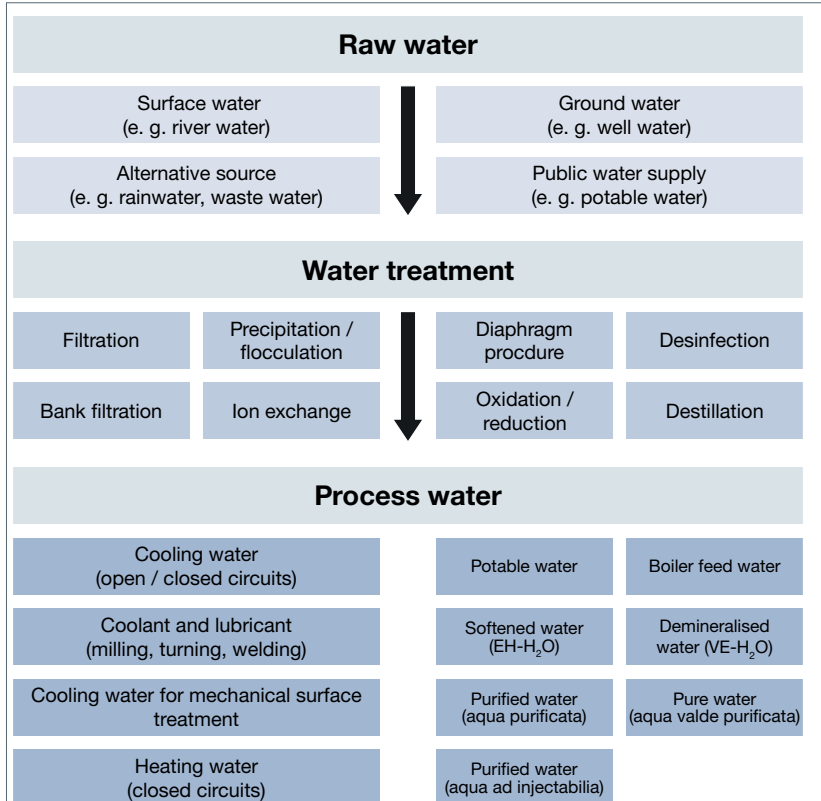 Raw water
Surface water
(e. g. river water)
Ground water
(e. g. well water)
Alternative source
(e. g. rainwater, waste water)
Public water supply
(e. g. potable water)
Water treatment
Filtration
Precipitation /
flocculation
Diaphragm
procdure
Desinfection
Bank filtration
Ion exchange
Oxidation /
reduction
Destillation
Process water
Cooling water
(open / closed circuits)
Potable water
Boiler feed water
Coolant and lubricant
(milling, turning, welding)
Softened water
(EH-H₂O)
Demineralised
water (VE-H₂O)
Cooling water for mechanical surface
treatment
Purified water
(aqua purificata)
Pure water
(aqua valde purificata)
Heating water
(closed circuits)
Purified water
(aqua ad injectabilia)